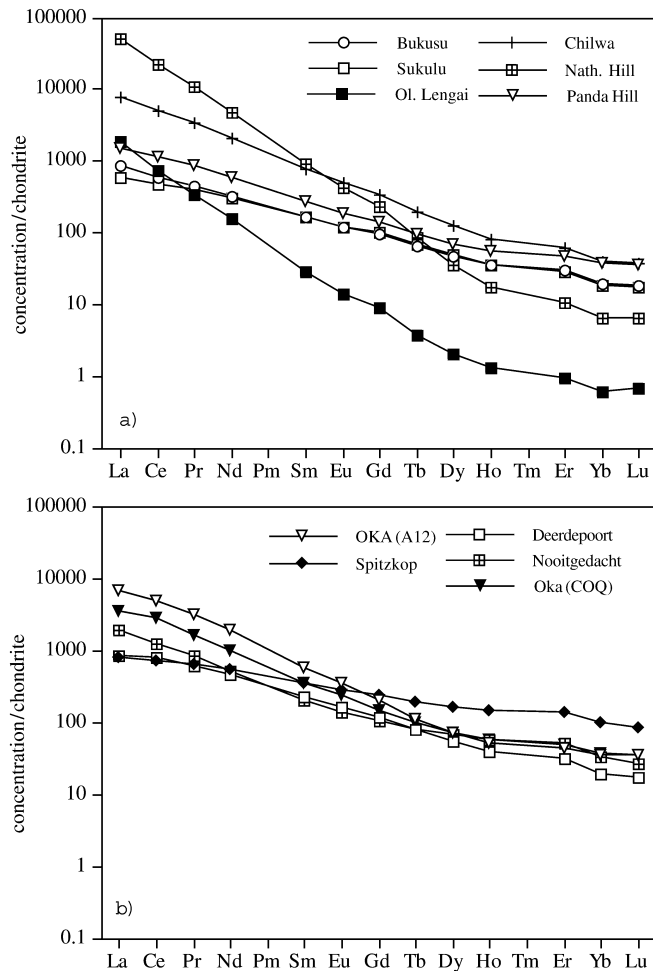 100000
10000
1000
100
10
1
0.1
concentration/chondrite
Bukusu
Sukulu
Ol. Lengai
Chilwa
Nath. Hill
Panda Hill
a)
La Ce Pr Nd Pm Sm Eu Gd Tb Dy Ho Tm Er Yb Lu
100000
10000
1000
100
10
1
0.1
concentration/chondrite
OKA (A12)
Spitzkop
Deerdepoort
Nooitgedacht
Oka (COQ)
b)
La Ce Pr Nd Pm Sm Eu Gd Tb Dy Ho Tm Er Yb Lu